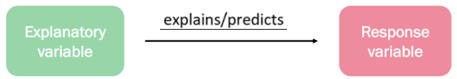 Explanatory
variable
explains/predicts
Response
variable